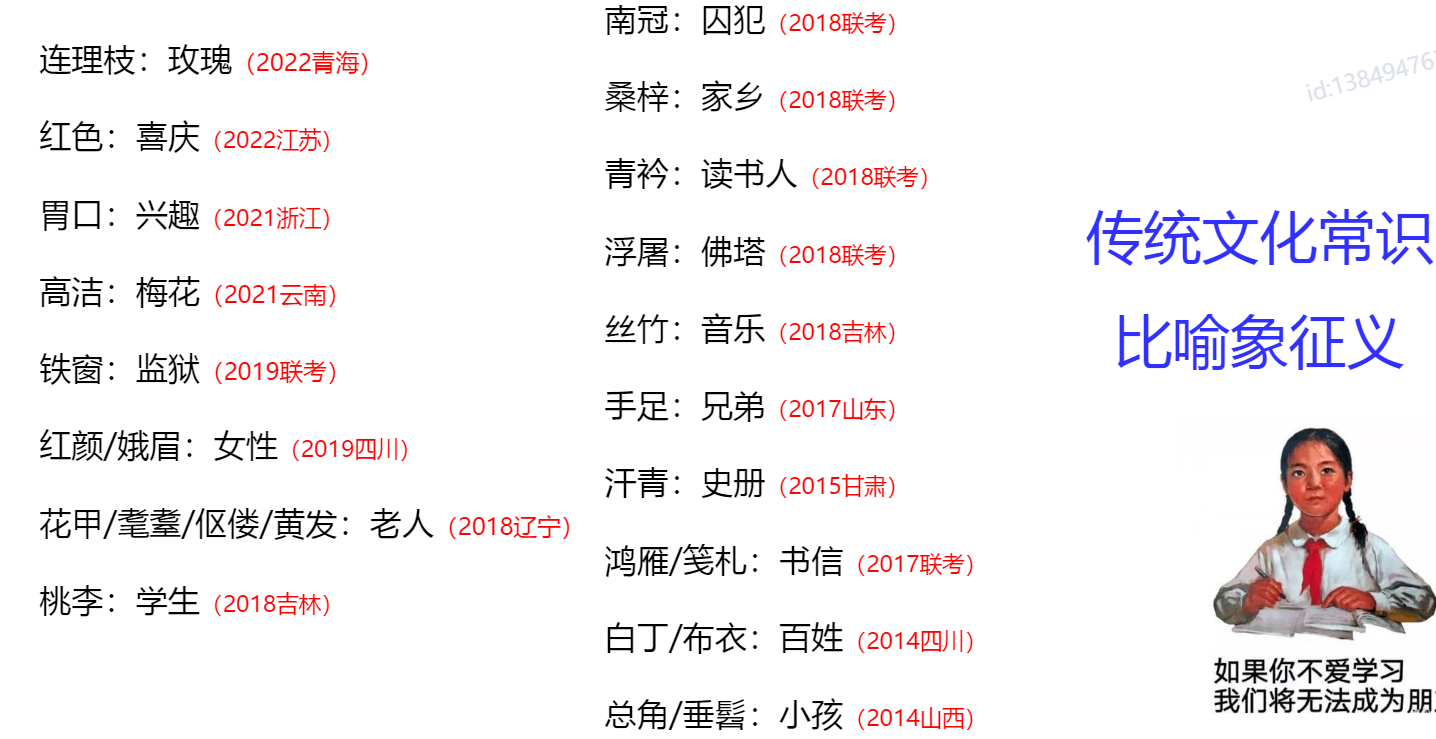 连理枝：玫瑰（2022青海）
红色：喜庆（2022江苏）
胃口：兴趣（2021浙江）
高洁：梅花（2021云南）
铁窗：监狱（2019联考）
红颜/娥眉：女性（2019四川）
花甲/耄耋/伛偻/黄发：老人（2018辽宁）
桃李：学生（2018吉林）
南冠：囚犯（2018联考）
桑梓：家乡（2018联考）
青衿：读书人（2018联考）
浮屠：佛塔（2018联考）
丝竹：音乐（2018吉林）
手足：兄弟（2017山东）
汗青：史册（2015甘肃）
鸿雁/笺札：书信（2017联考）
白丁/布衣：百姓（2014四川）
总角/垂髫：小孩（2014山西）
id:13849476
传统文化常识
比喻象征义
如果你不爱学习
我们将无法成为朋